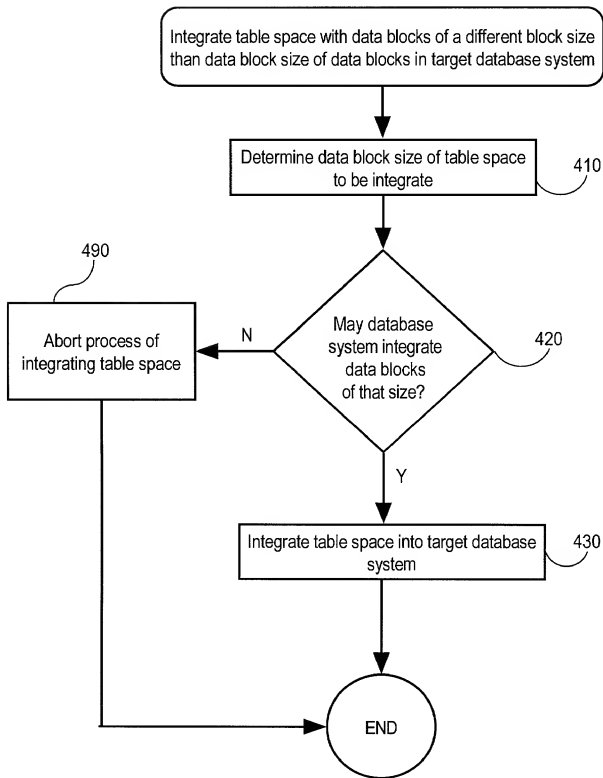 Integrate table space with data blocks of a different block size
than data block size of data blocks in target database system
Determine data block size of table space
to be integrate
410
490
Abort process of
integrating table space
N
May database
system integrate
data blocks
of that size?
420
Y
Integrate table space into target database
system
430
END